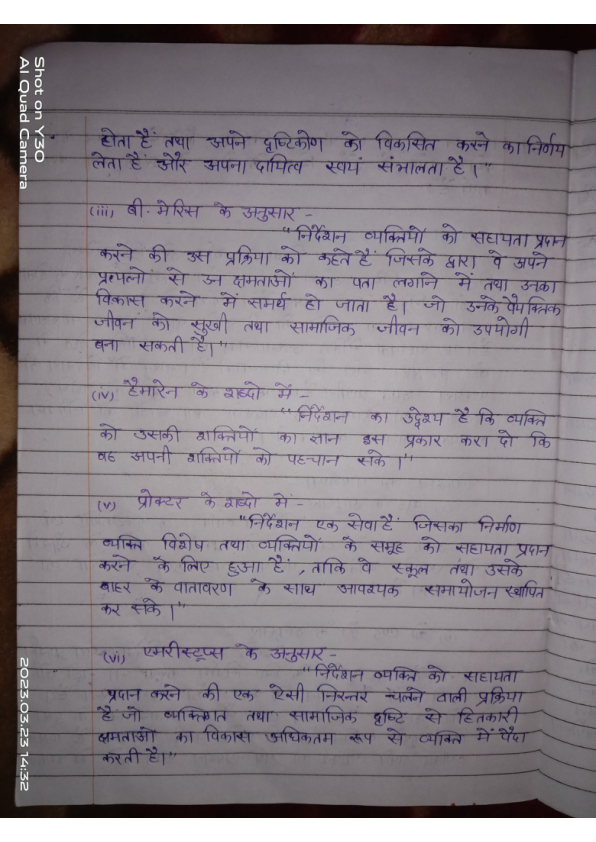 Shot on Y30
AI Quad Camera
होता है तथा अपने दृष्टिकोण को विकसित करने का निर्णय
लेता है और अपना दायित्व स्वयं संभालता है।"
(iii) बी. मेरिस के अनुसार -
"निर्देशन व्यक्तियों को सहायता प्रदान
करने की उस प्रक्रिया को कहते हैं जिसके द्वारा वे अपने
प्रयत्नों से उन क्षमताओं का पता लगाने में तथा उनका
विकास करने में समर्थ हो जाता है। जो उनके वैयक्तिक
जीवन को सुखी तथा सामाजिक जीवन को उपयोगी
बना सकती है।"
(iv) हैमरिन के शब्दो में -
"निर्देशन का उद्देश्य है कि व्यक्ति
को उसकी शक्तियों का ज्ञान इस प्रकार करा दो कि
वह अपनी शक्तियों को पहचान सके।"
(v) प्रोक्टर के शब्दो में -
"निर्देशन एक सेवा है जिसका निर्माण
व्यक्ति विशेष तथा व्यक्तियों के समूह को सहायता प्रदान
करने के लिए हुआ है, ताकि वे स्कूल तथा उसके
बाहर के वातावरण के साथ आवश्यक समायोजन स्थापित
कर सके।"
(vi) एमरीस्टूप्स के अनुसार -
"निर्देशन व्यक्ति को सहायता
प्रदान करने की एक ऐसी निरन्तर चलने वाली प्रक्रिया
है जो व्यक्तिगत तथा सामाजिक दृष्टि से हितकारी
क्षमताओं का विकास अधिकतम रूप से व्यक्ति में पैदा
करती है।"
2023.03.23 14:32